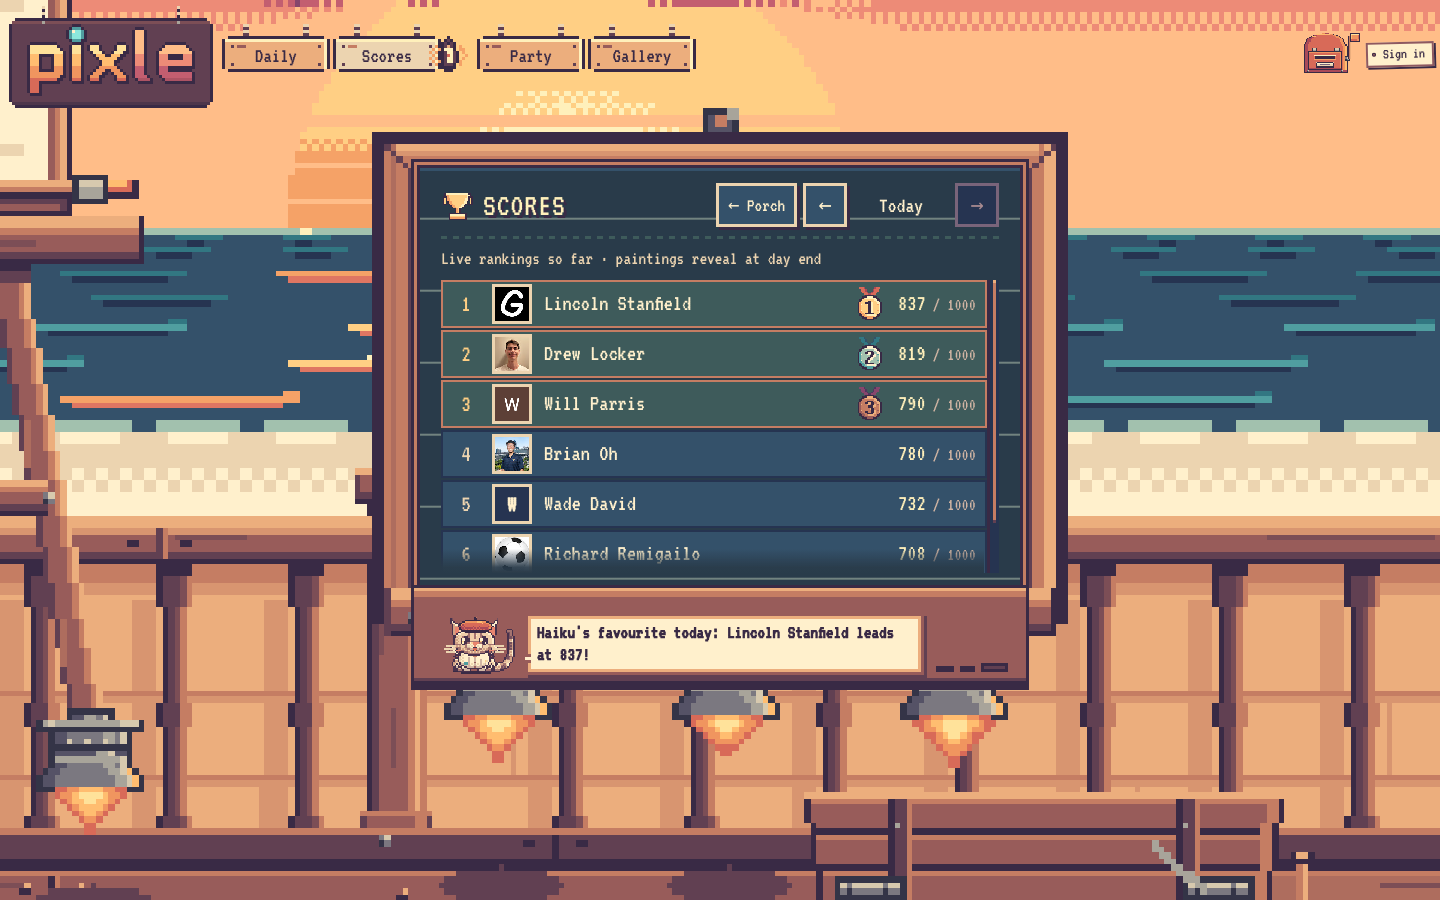 pixle
Daily
Scores
Party
Gallery
Sign in
SCORES
← Porch
←
Today
→
Live rankings so far · paintings reveal at day end
1 G Lincoln Stanfield 1 837 / 1000
2 Drew Locker 2 819 / 1000
3 W Will Parris 3 790 / 1000
4 Brian Oh 780 / 1000
5 W Wade David 732 / 1000
6 Richard Remigailo 708 / 1000
Haiku's favourite today: Lincoln Stanfield leads
at 837!